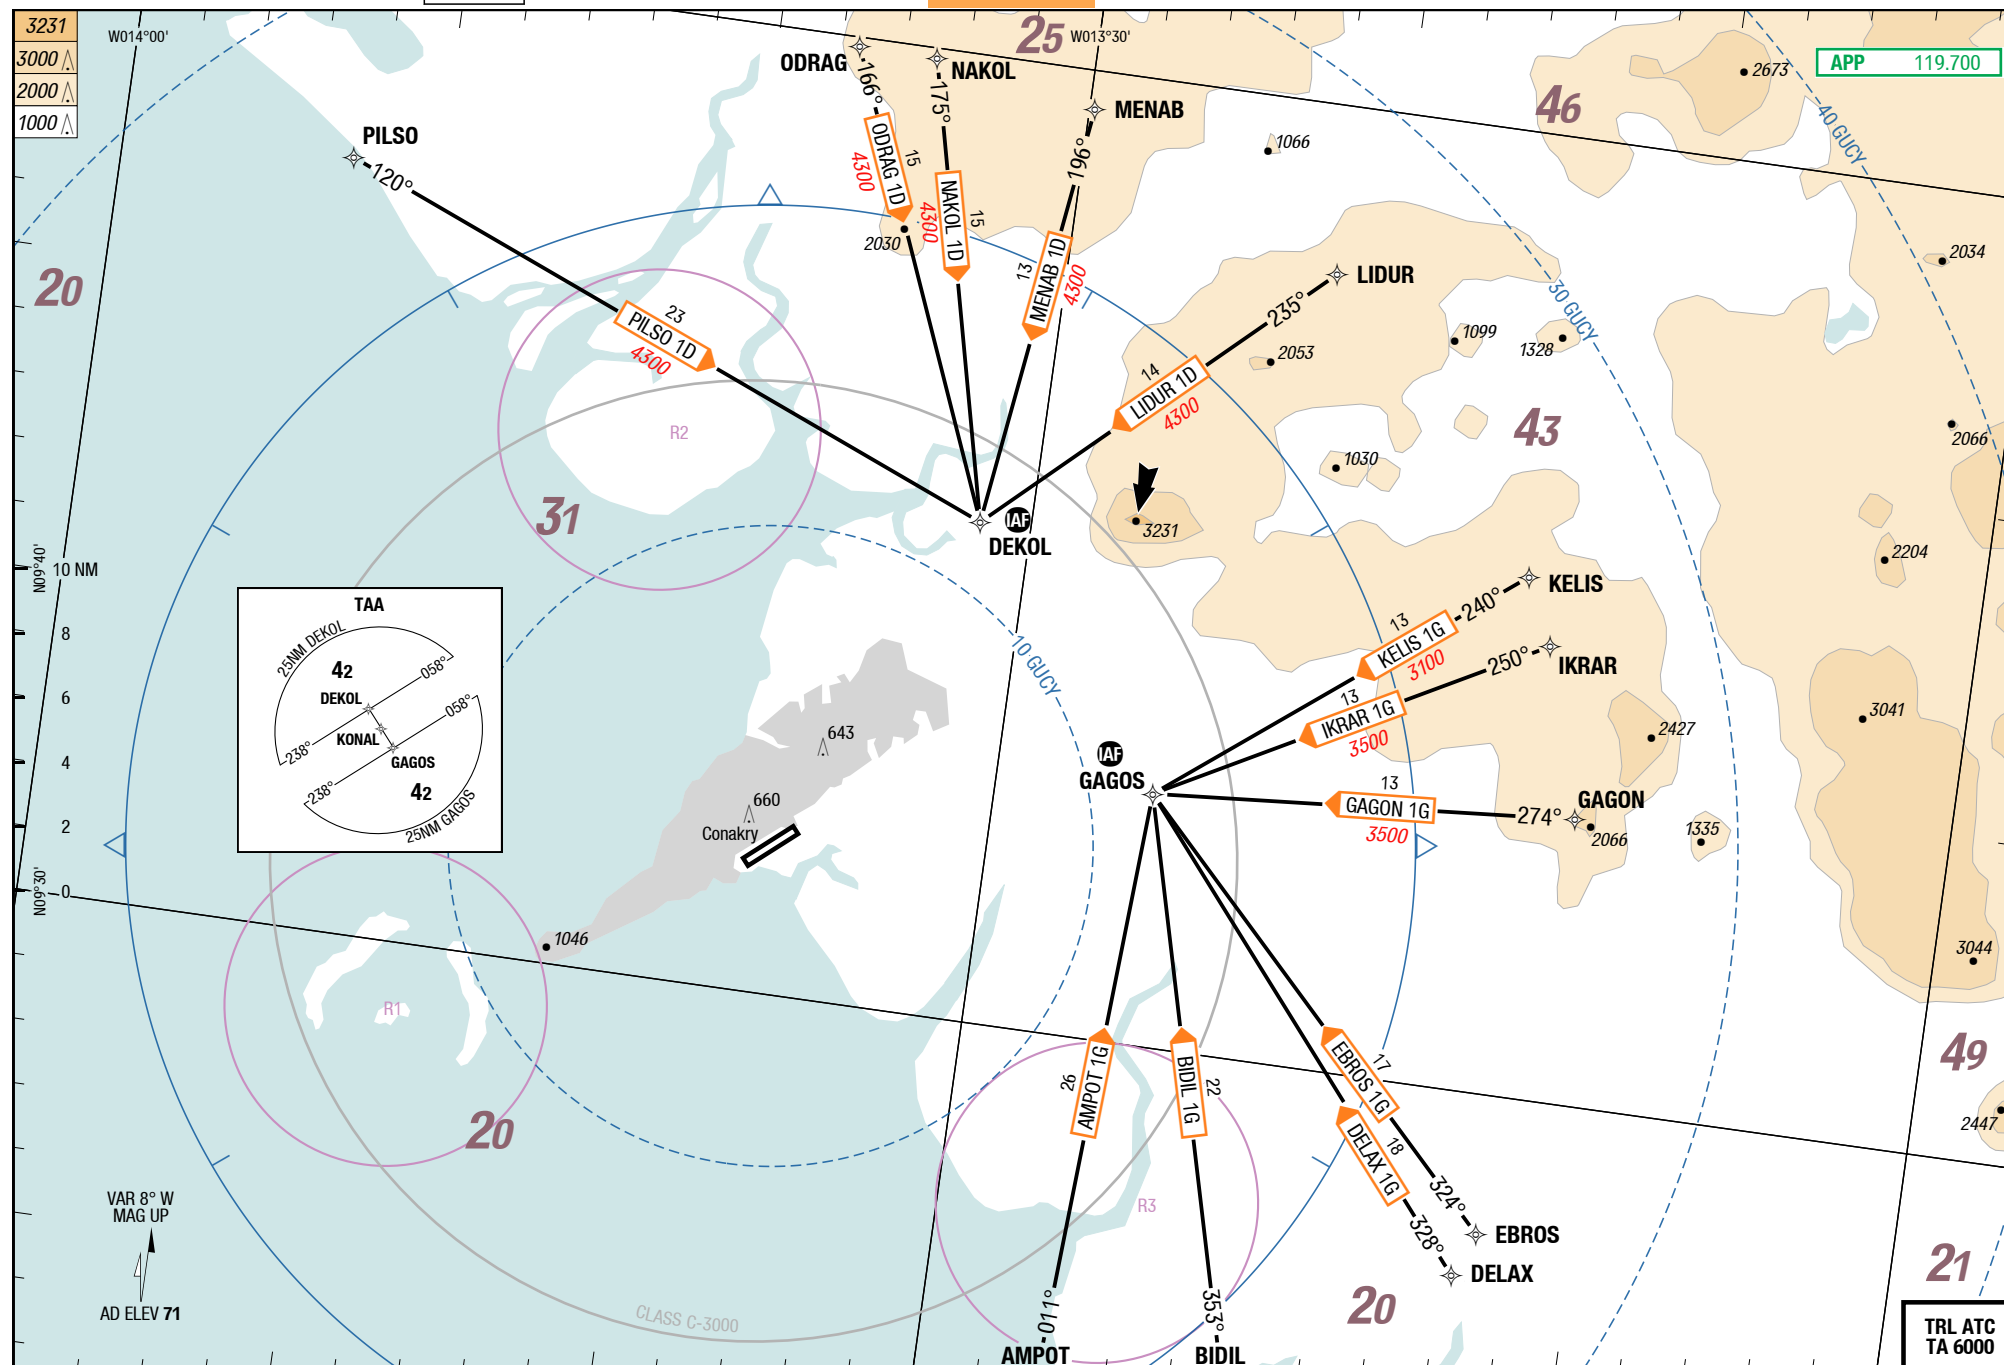 3231
3000
2000
1000
W014°00'
25
W013°30'
ODRAG
NAKOL
MENAB
PILSO
166°
175°
196°
120°
46
2673
APP 119.700
40 GUCY
1066
ODRAG 1D
15
4300
NAKOL 1D
15
4300
2030
MENAB 1D
13
4300
LIDUR
235°
30 GUCY
2034
20
23
PILSO 1D
4300
14
LIDUR 1D
4300
2053
1099
1328
R2
43
2066
31
1030
3231
IAF
DEKOL
2204
N09°40'
10 NM
8
6
4
2
0
N09°30'
TAA
25NM DEKOL
42
058°
DEKOL
058°
KONAL
238°
GAGOS
238°
42
25NM GAGOS
10 GUCY
KELIS
240°
13
KELIS 1G
3100
250°
IKRAR
13
IKRAR 1G
3500
643
660
Conakry
IAF
GAGOS
13
GAGON 1G
3500
274°
GAGON
2066
2427
1335
3041
1046
3044
R1
49
20
26
AMPOT 1G
BIDIL 1G
22
17
EBROS 1G
18
DELAX 1G
2447
R3
324°
328°
EBROS
DELAX
VAR 8° W
MAG UP
AD ELEV 71
CLASS C-3000
011°
353°
AMPOT
BIDIL
20
21
TRL ATC
TA 6000